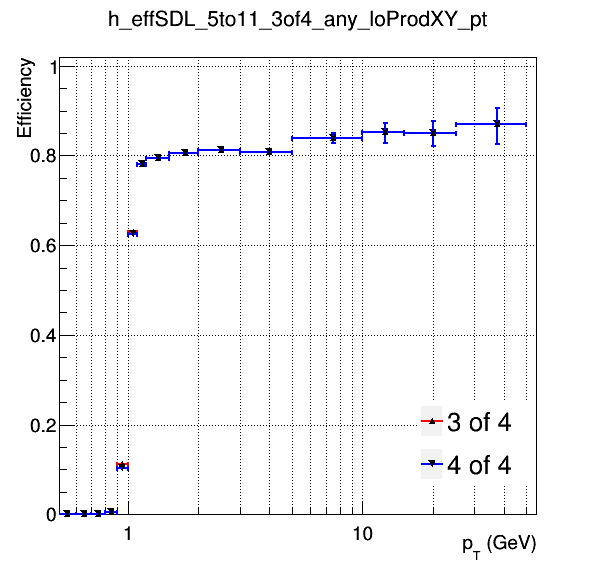 h_effSDL_5to11_3of4_any_loProdXY_pt
Efficiency
1
0.8
0.6
0.4
0.2
0
3 of 4
4 of 4
1
10
p_T (GeV)